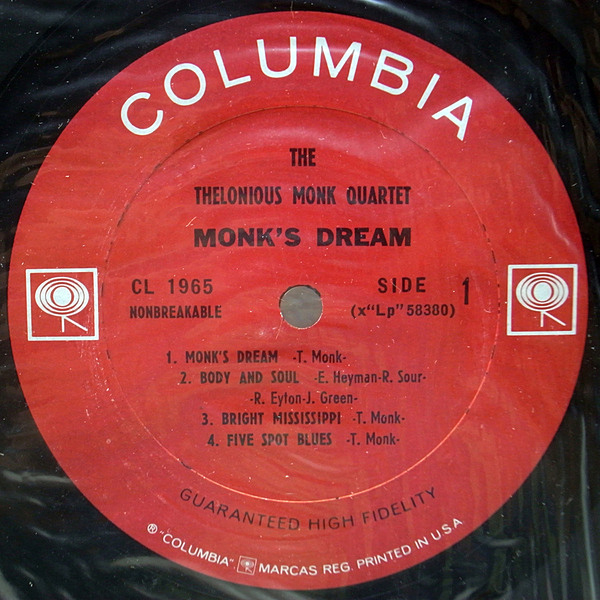 COLUMBIA
THE
THELONIOUS MONK QUARTET
MONK'S DREAM
CL 1965
NONBREAKABLE
SIDE 1
(x"Lp" 58380)
1. MONK'S DREAM -T. Monk-
2. BODY AND SOUL -E. Heyman-R. Sour-
-R. Eyton-J. Green-
3. BRIGHT MISSISSIPPI -T. Monk-
4. FIVE SPOT BLUES -T. Monk-
GUARANTEED HIGH FIDELITY
® "COLUMBIA" MARCAS REG. PRINTED IN U S A